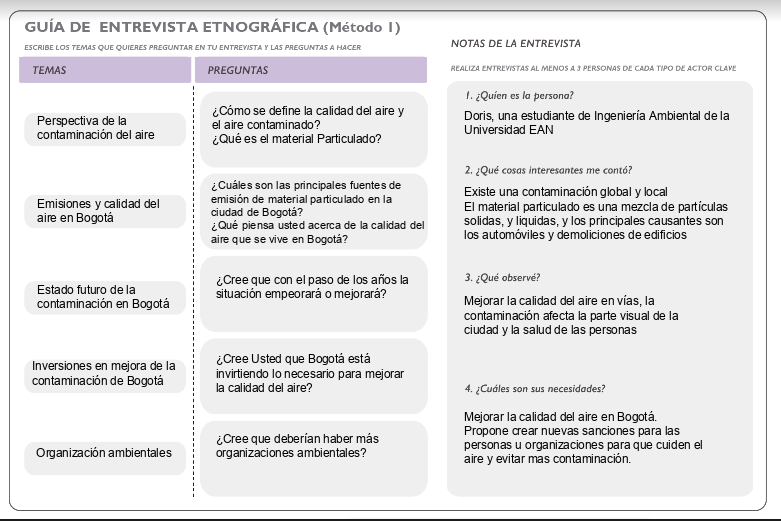 GUÍA DE ENTREVISTA ETNOGRÁFICA (Método 1)
ESCRIBE LOS TEMAS QUE QUIERES PREGUNTAR EN TU ENTREVISTA Y LAS PREGUNTAS A HACER
TEMAS
PREGUNTAS
Perspectiva de la
contaminación del aire
¿Cómo se define la calidad del aire y
el aire contaminado?
¿Qué es el material Particulado?
Emisiones y calidad del
aire en Bogotá
¿Cuáles son las principales fuentes de
emisión de material particulado en la
ciudad de Bogotá?
¿Qué piensa usted acerca de la calidad del
aire que se vive en Bogotá?
Estado futuro de la
contaminación en Bogotá
¿Cree que con el paso de los años la
situación empeorará o mejorará?
Inversiones en mejora de la
contaminación de Bogotá
¿Cree Usted que Bogotá está
invirtiendo lo necesario para mejorar
la calidad del aire?
Organización ambientales
¿Cree que deberían haber más
organizaciones ambientales?
NOTAS DE LA ENTREVISTA
REALIZA ENTREVISTAS AL MENOS A 3 PERSONAS DE CADA TIPO DE ACTOR CLAVE
1. ¿Quíen es la persona?
Doris, una estudiante de Ingeniería Ambiental de la
Universidad EAN
2. ¿Qué cosas interesantes me contó?
Existe una contaminación global y local
El material particulado es una mezcla de partículas
solidas, y liquidas, y los principales causantes son
los automóviles y demoliciones de edificios
3. ¿Qué observé?
Mejorar la calidad del aire en vías, la
contaminación afecta la parte visual de la
ciudad y la salud de las personas
4. ¿Cuáles son sus necesidades?
Mejorar la calidad del aire en Bogotá.
Propone crear nuevas sanciones para las
personas u organizaciones para que cuiden el
aire y evitar mas contaminación.